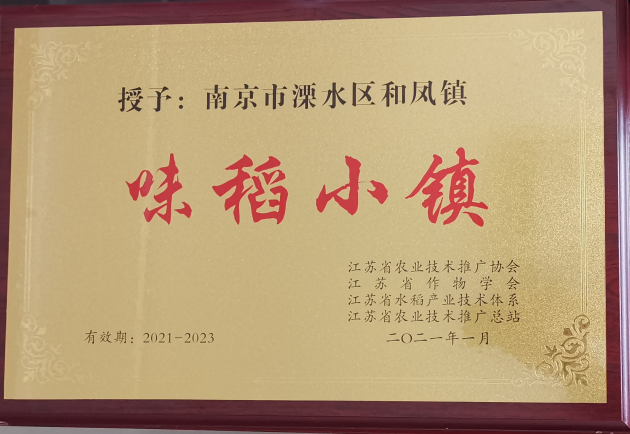 授予：南京市溧水区和凤镇
味稻小镇
江苏省农业技术推广协会
江苏省作物学会
江苏省水稻产业技术体系
江苏省农业技术推广总站
有效期：2021-2023
二〇二一年一月